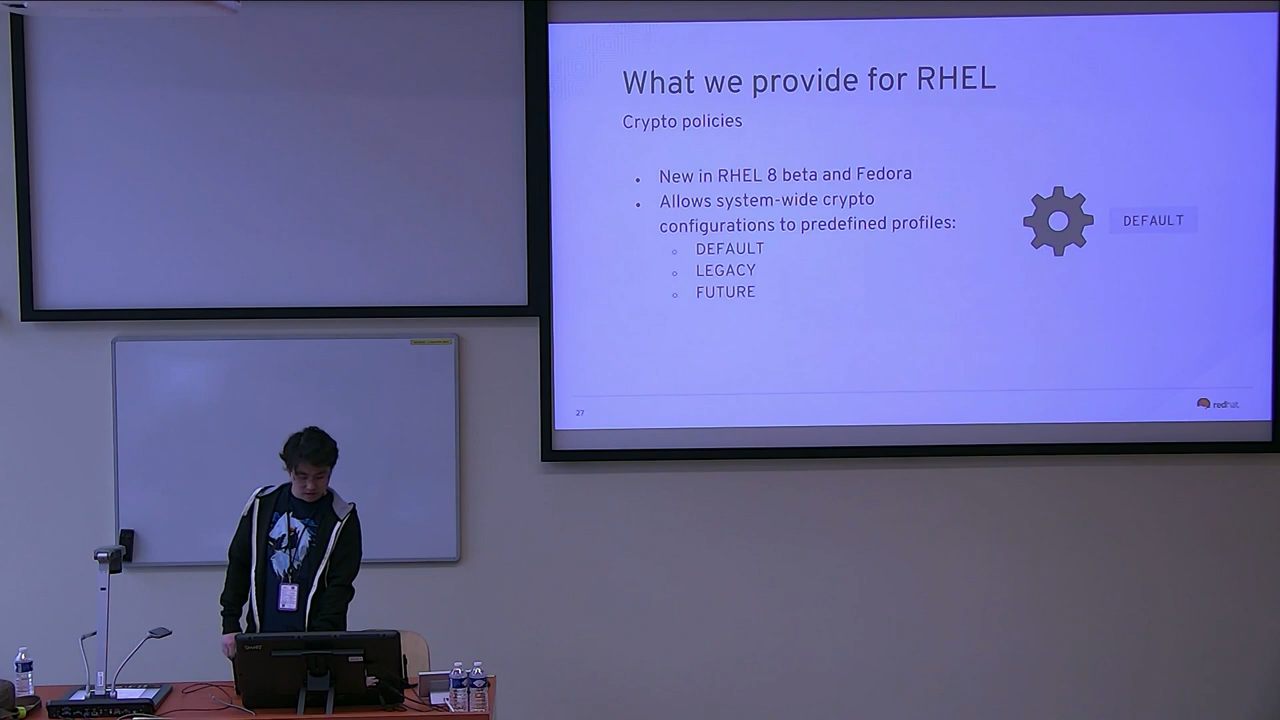 What we provide for RHEL
Crypto policies
New in RHEL 8 beta and Fedora
Allows system-wide crypto
configurations to predefined profiles:
DEFAULT
LEGACY
FUTURE
DEFAULT
27
redhat.